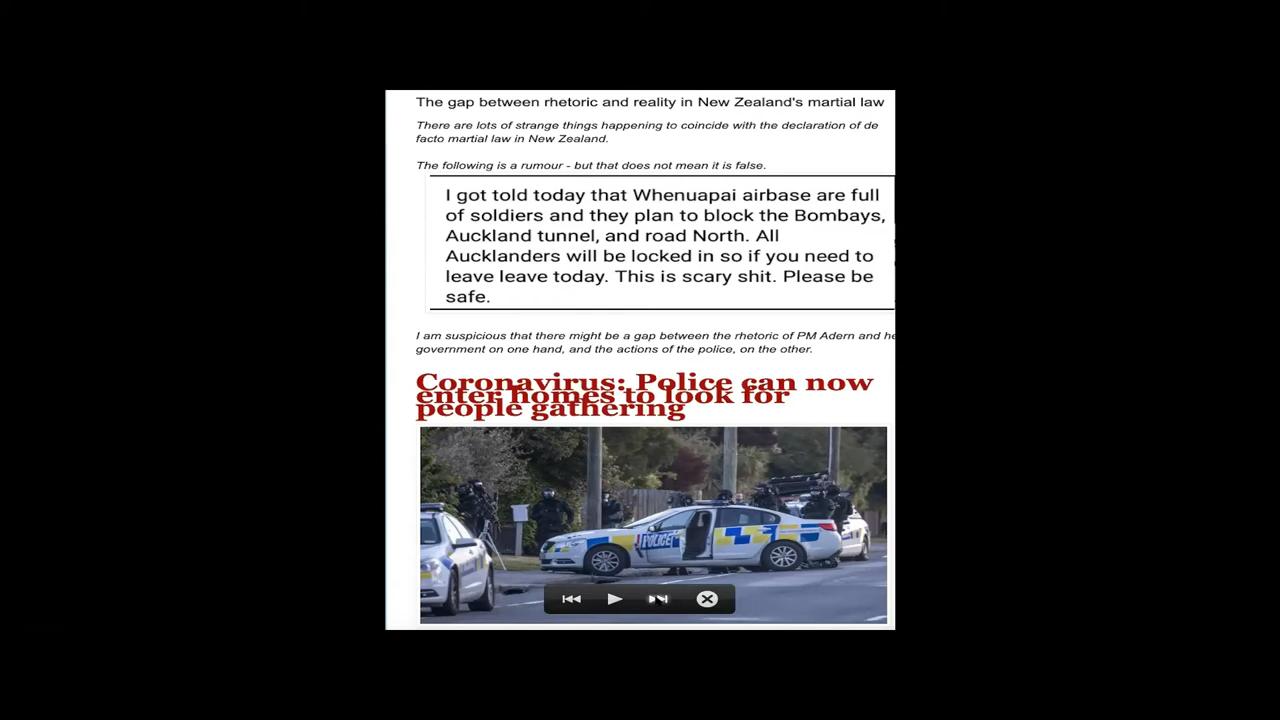 The gap between rhetoric and reality in New Zealand's martial law
There are lots of strange things happening to coincide with the declaration of de
facto martial law in New Zealand.
The following is a rumour - but that does not mean it is false.
I got told today that Whenuapai airbase are full
of soldiers and they plan to block the Bombays,
Auckland tunnel, and road North. All
Aucklanders will be locked in so if you need to
leave leave today. This is scary shit. Please be
safe.
I am suspicious that there might be a gap between the rhetoric of PM Adern and he
government on one hand, and the actions of the police, on the other.
Coronavirus: Police can now
enter homes to look for
people gathering
POLICE